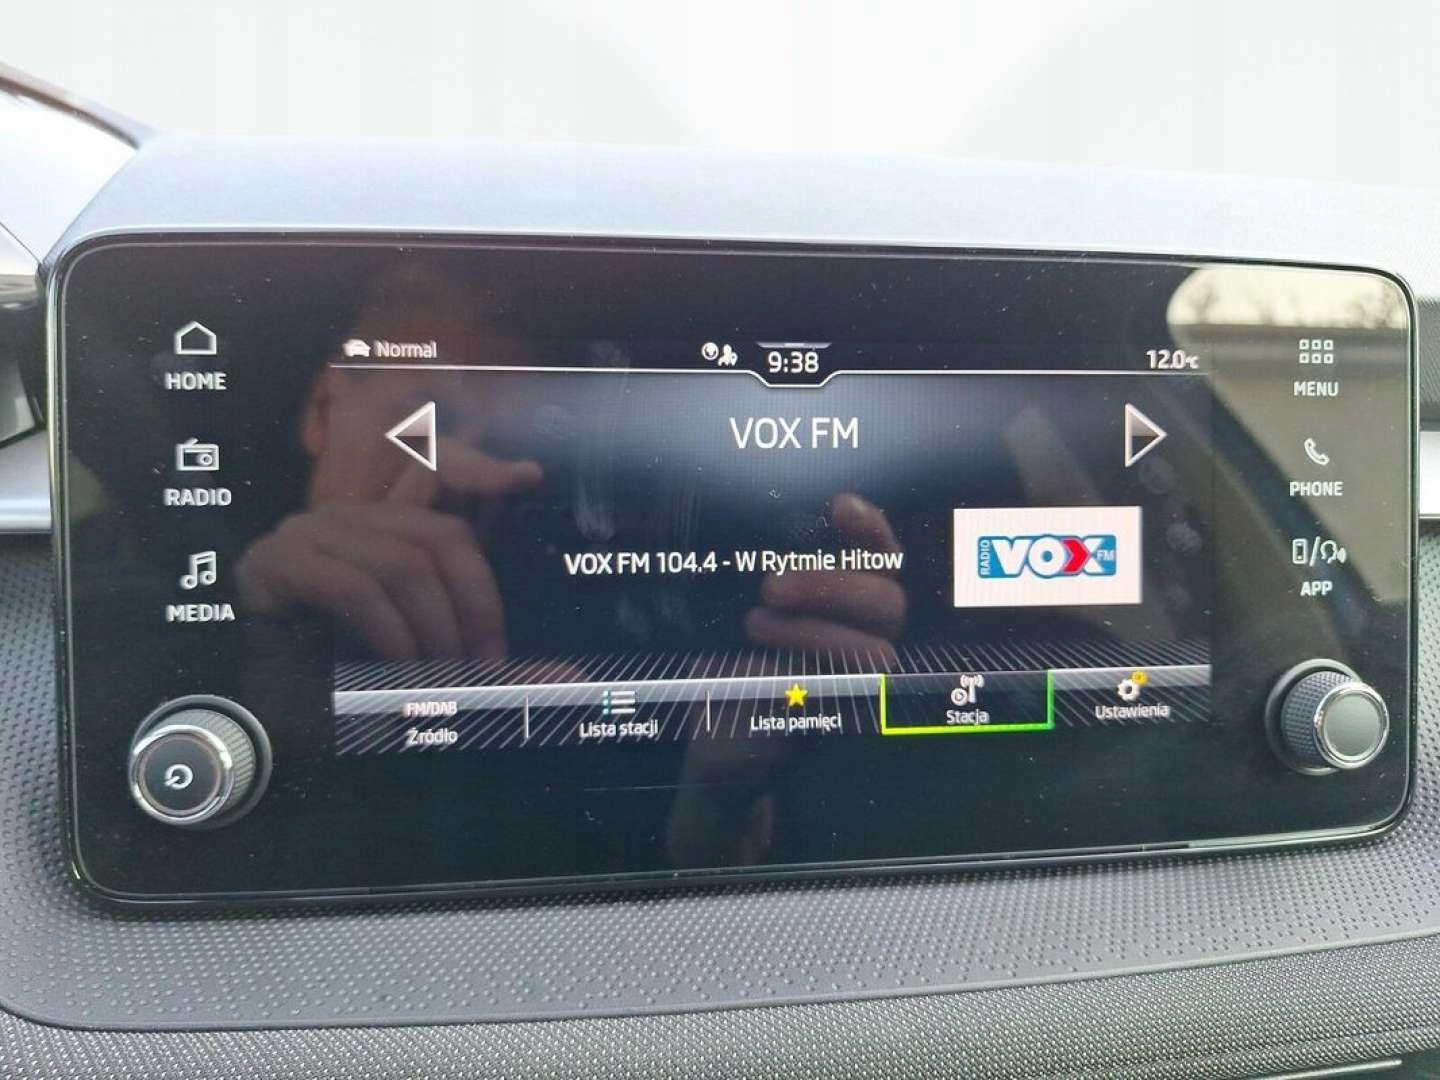 Normal
9:38
12.0°C
HOME
MENU
VOX FM
RADIO
PHONE
VOX FM 104.4 - W Rytmie Hitow
RADIO VOX FM
MEDIA
APP
FM/DAB
Źródło
Lista stacji
Lista pamięci
Stacja
Ustawienia